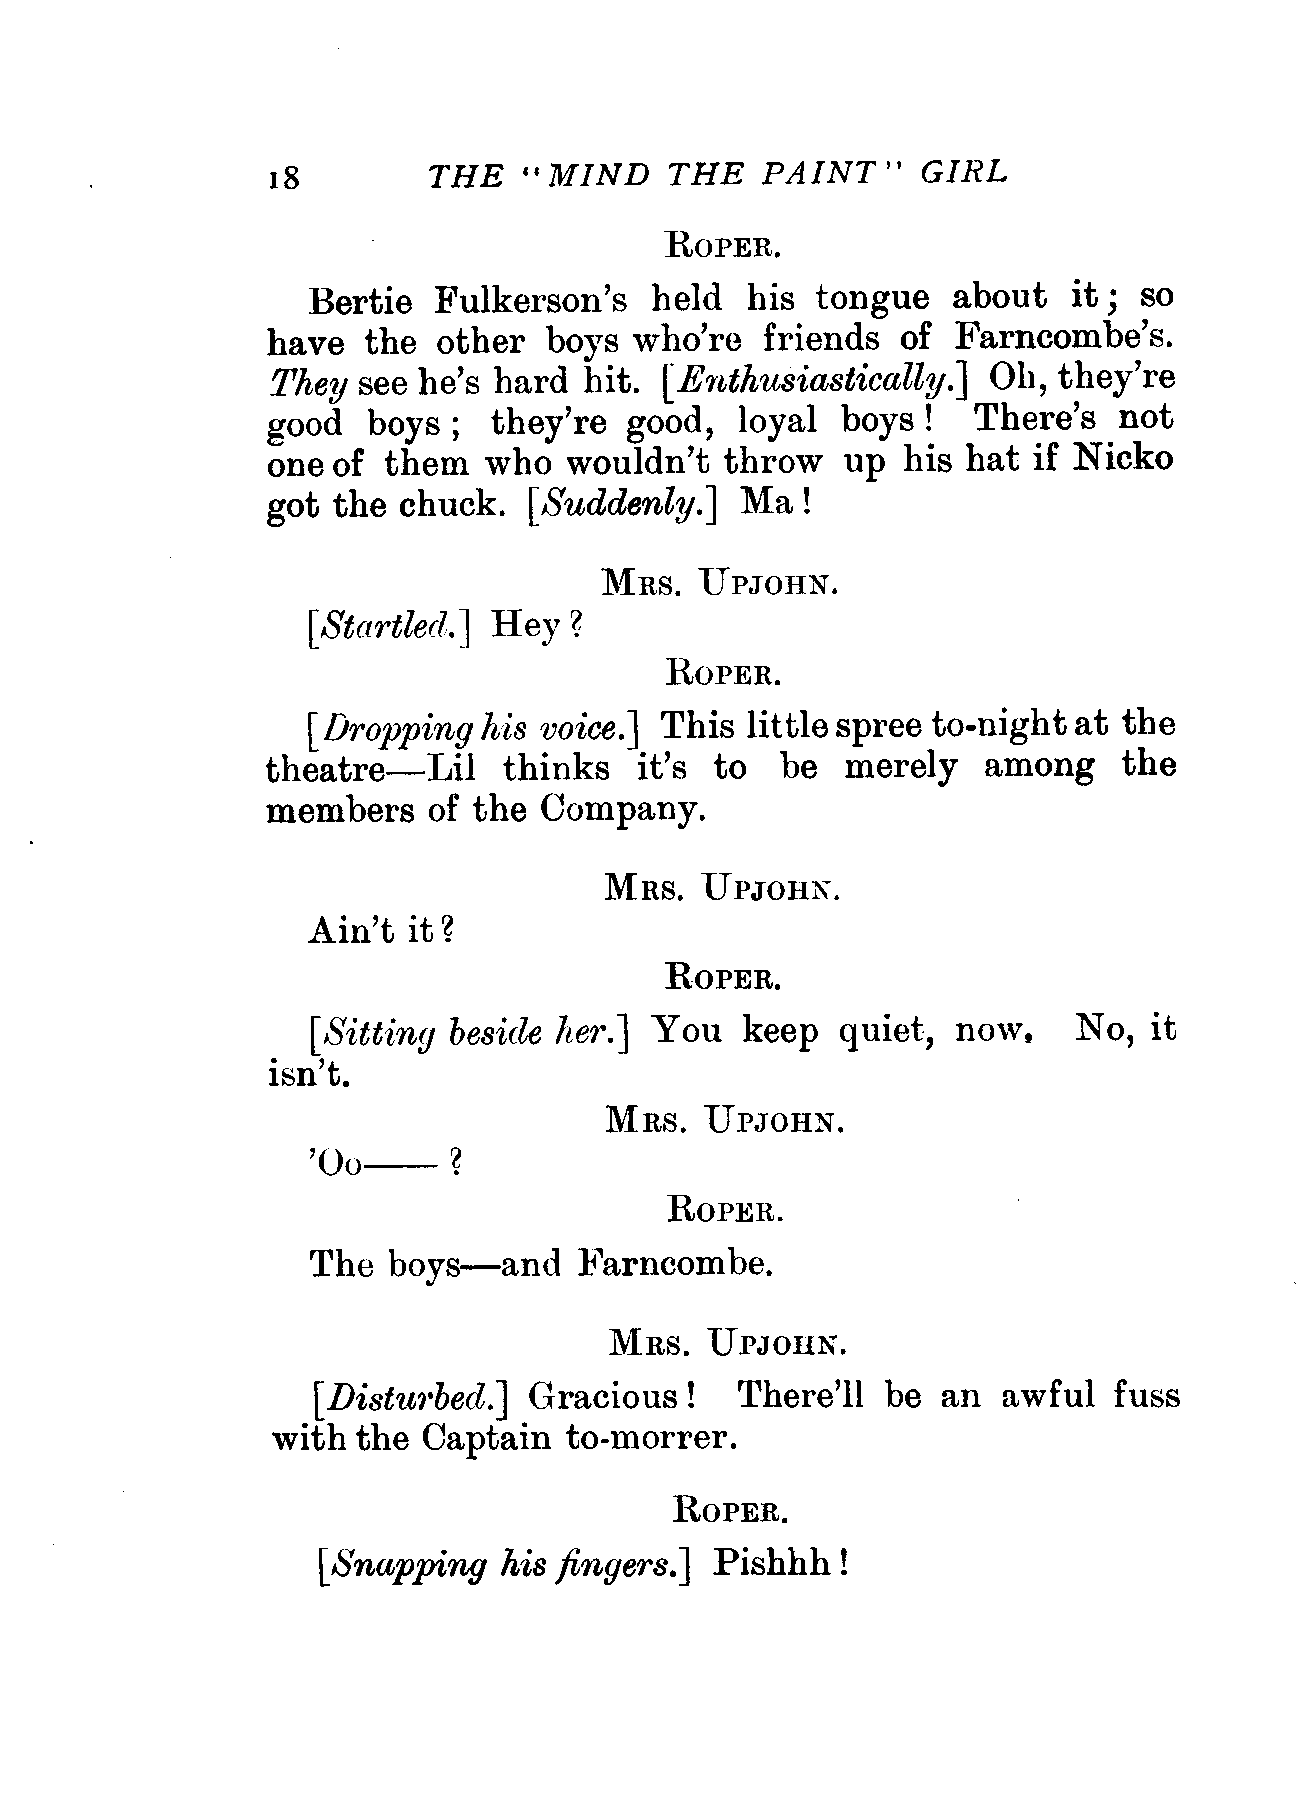 18 THE "MIND THE PAINT" GIRL
ROPER.
Bertie Fulkerson's held his tongue about it; so
have the other boys who're friends of Farncombe's.
They see he's hard hit. [Enthusiastically.] Oh, they're
good boys; they're good, loyal boys! There's not
one of them who wouldn't throw up his hat if Nicko
got the chuck. [Suddenly.] Ma!
MRS. UPJOHN.
[Startled.] Hey?
ROPER.
[Dropping his voice.] This little spree to-night at the
theatre—Lil thinks it's to be merely among the
members of the Company.
MRS. UPJOHN.
Ain't it?
ROPER.
[Sitting beside her.] You keep quiet, now. No, it
isn't.
MRS. UPJOHN.
'Oo——?
ROPER.
The boys—and Farncombe.
MRS. UPJOHN.
[Disturbed.] Gracious! There'll be an awful fuss
with the Captain to-morrer.
ROPER.
[Snapping his fingers.] Pishhh!